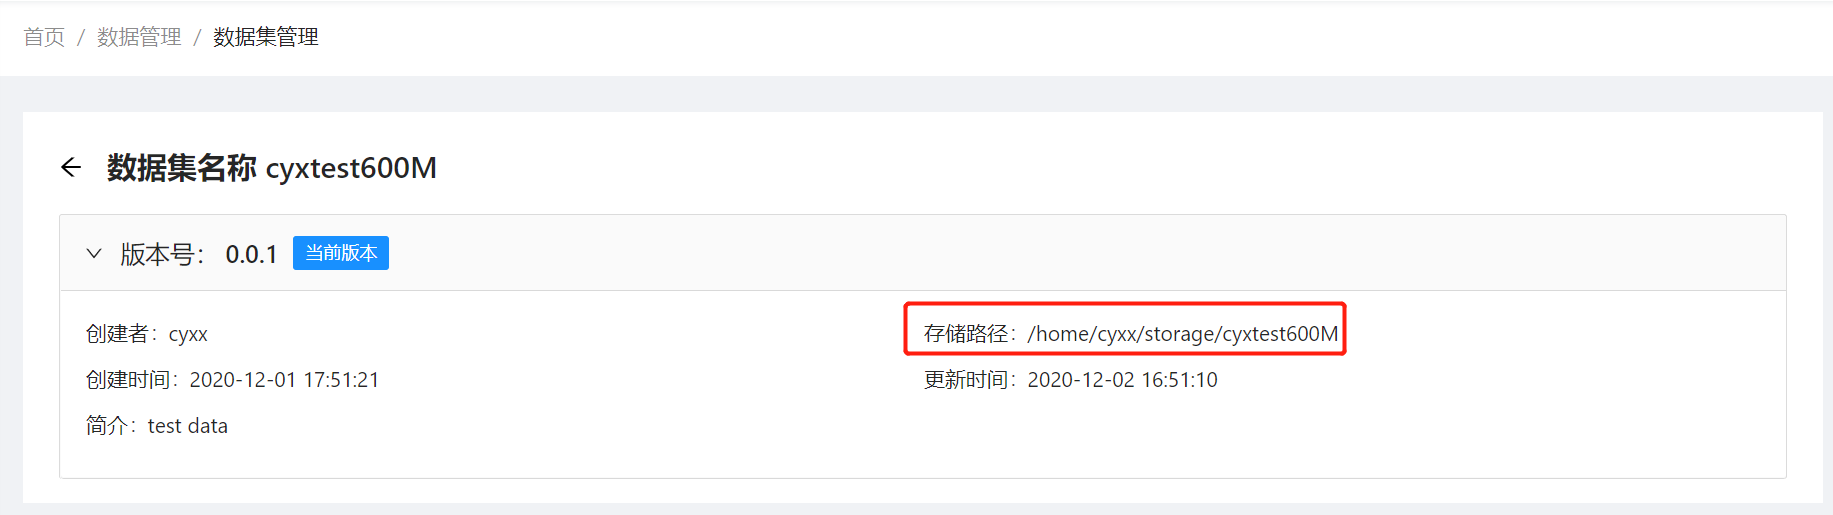 首页 / 数据管理 / 数据集管理
数据集名称 cyxtest600M
版本号： 0.0.1 当前版本
创建者：cyxx
存储路径：/home/cyxx/storage/cyxtest600M
创建时间：2020-12-01 17:51:21
更新时间：2020-12-02 16:51:10
简介：test data